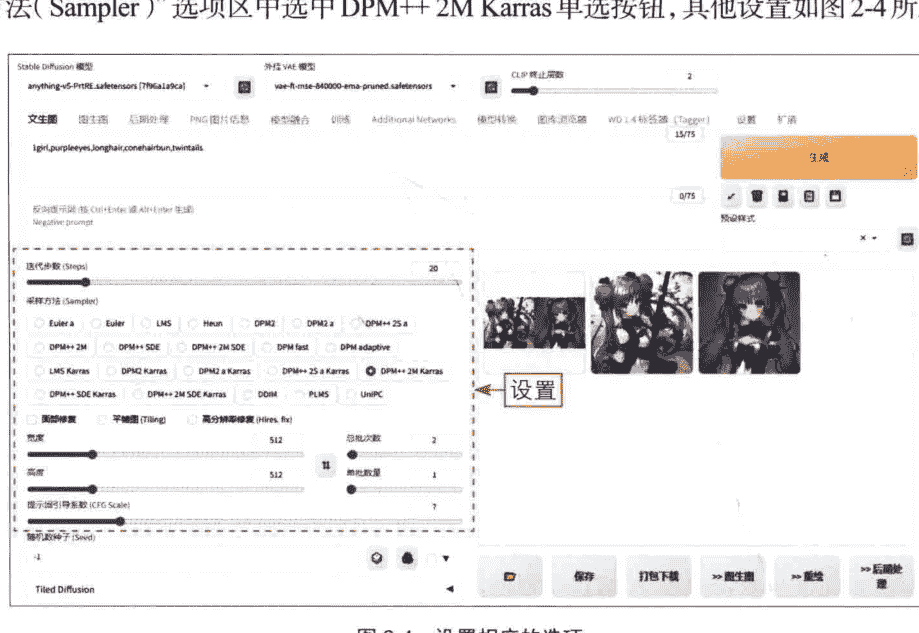 法(Sampler)”选项区中选中DPM++ 2M Karras单选按钮,其他设置如图2-4所
Stable Diffusion 模型
外挂 VAE 模型
CLIP 终止层数
2
anything-v5-PrtRE.safetensors [7f96a1a9ca]
vae-ft-mse-840000-ema-pruned.safetensors
文生图 图生图 后期处理 PNG 图片信息 模型融合 训练 Additional Networks 模型转换 图库浏览器 WD 1.4 标签器 (Tagger) 设置 扩展
15/75
1girl,purpleeyes,longhair,conehairbun,twintails
生成
0/75
反向提示词 (按 Ctrl+Enter 或 Alt+Enter 生成)
Negative prompt
预设样式
迭代步数 (Steps)
20
采样方法 (Sampler)
Euler a Euler LMS Heun DPM2 DPM2 a DPM++ 2S a
DPM++ 2M DPM++ SDE DPM++ 2M SDE DPM fast DPM adaptive
LMS Karras DPM2 Karras DPM2 a Karras DPM++ 2S a Karras DPM++ 2M Karras
DPM++ SDE Karras DPM++ 2M SDE Karras DDIM PLMS UniPC
设置
面部修复 平铺图 (Tiling) 高分辨率修复 (Hires. fix)
宽度 512 总批次数 2
高度 512 单批数量 1
提示词引导系数 (CFG Scale) 7
随机数种子 (Seed)
-1
保存 打包下载 >> 图生图 >> 重绘 >> 后期处理
Tiled Diffusion
图 2-4 设置相应的选项